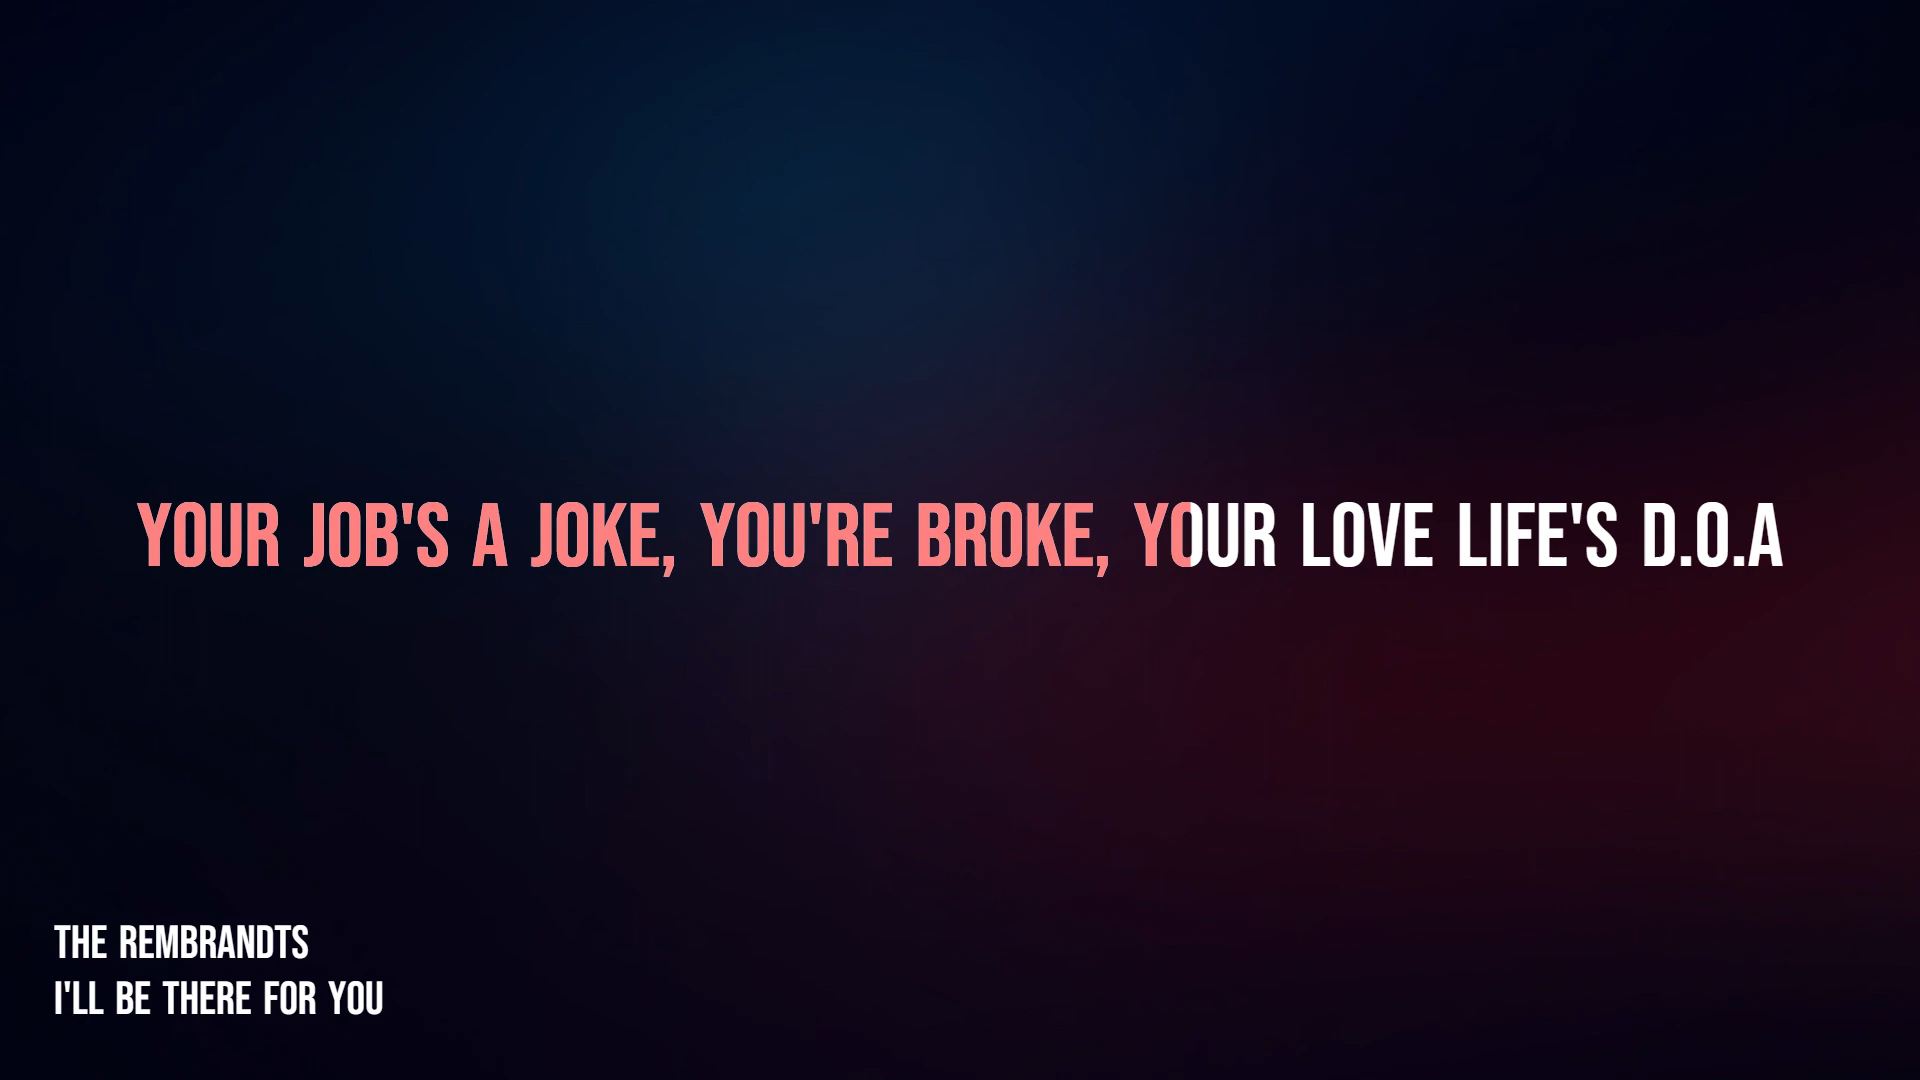 YOUR JOB'S A JOKE, YOU'RE BROKE, YOUR LOVE LIFE'S D.O.A
THE REMBRANDTS
I'LL BE THERE FOR YOU